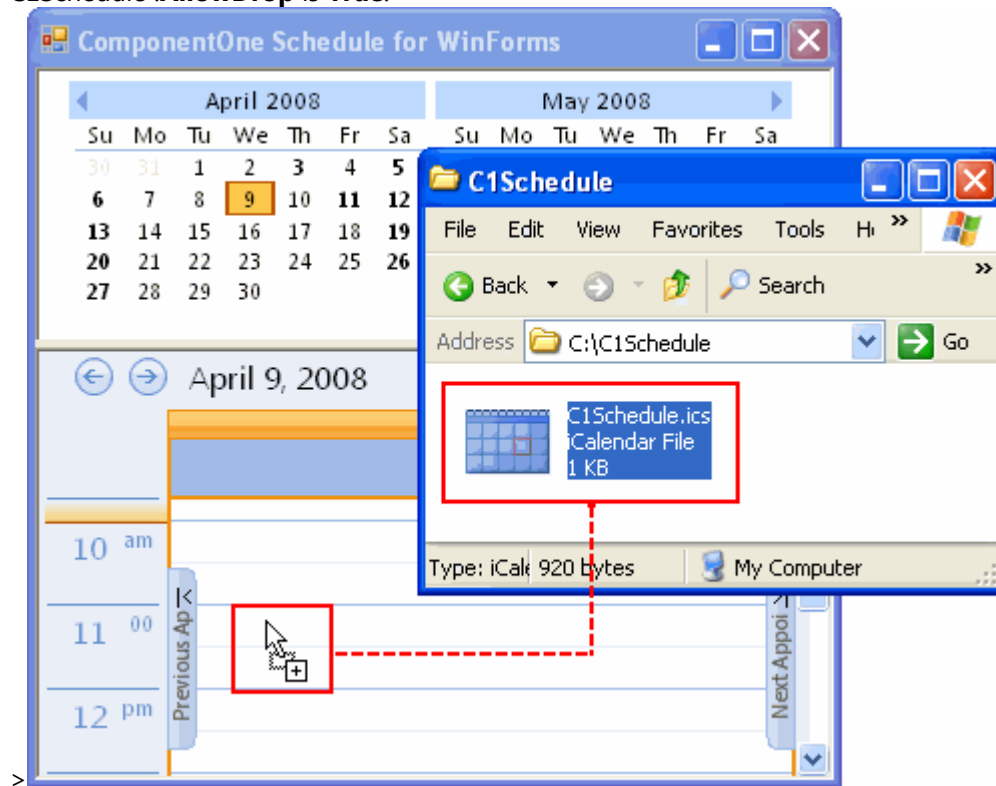 C1Schedule.AllowDrop is True.
ComponentOne Schedule for WinForms
April 2008 May 2008
Su Mo Tu We Th Fr Sa Su Mo Tu We Th Fr Sa
30 31 1 2 3 4 5
6 7 8 9 10 11 12
13 14 15 16 17 18 19
20 21 22 23 24 25 26
27 28 29 30
C1Schedule
File Edit View Favorites Tools »
Back Search »
Address C:\C1Schedule Go
C1Schedule.ics
iCalendar File
1 KB
Type: 920 bytes My Computer
April 9, 2008
10 am
11 00
12 pm
Previous Ap
Next Appoi
>